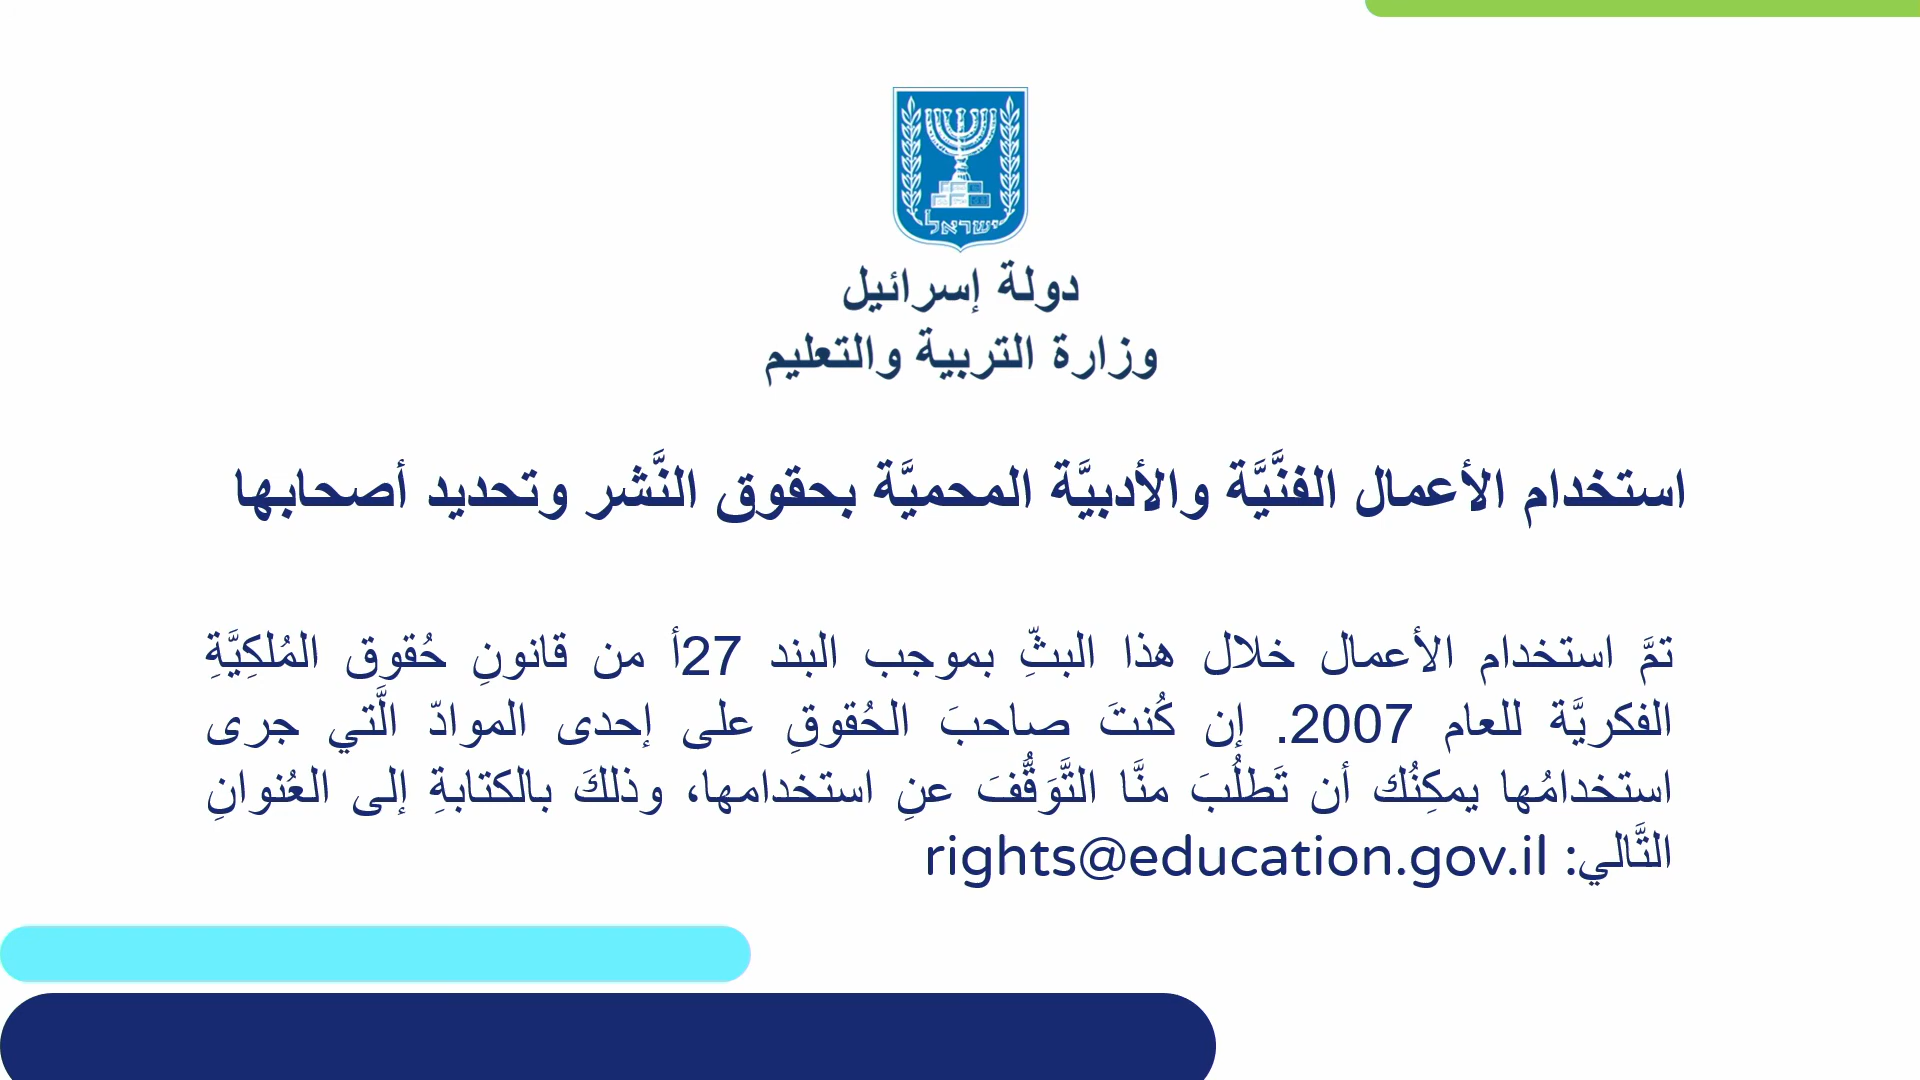 ישראל
دولة إسرائيل
وزارة التربية والتعليم
استخدام الأعمال الفنَّيَّة والأدبيَّة المحميَّة بحقوق النَّشر وتحديد أصحابها
تمَّ استخدام الأعمال خلال هذا البثِّ بموجب البند 27أ من قانونِ حُقوق المُلكِيَّةِ
الفكريَّة للعام 2007. إن كُنتَ صاحبَ الحُقوقِ على إحدى الموادّ الَّتي جرى
استخدامُها يمكِنُك أن تَطلُبَ منَّا التَّوَقُّفَ عنِ استخدامها، وذلكَ بالكتابةِ إلى العُنوانِ
التَّالي: rights@education.gov.il